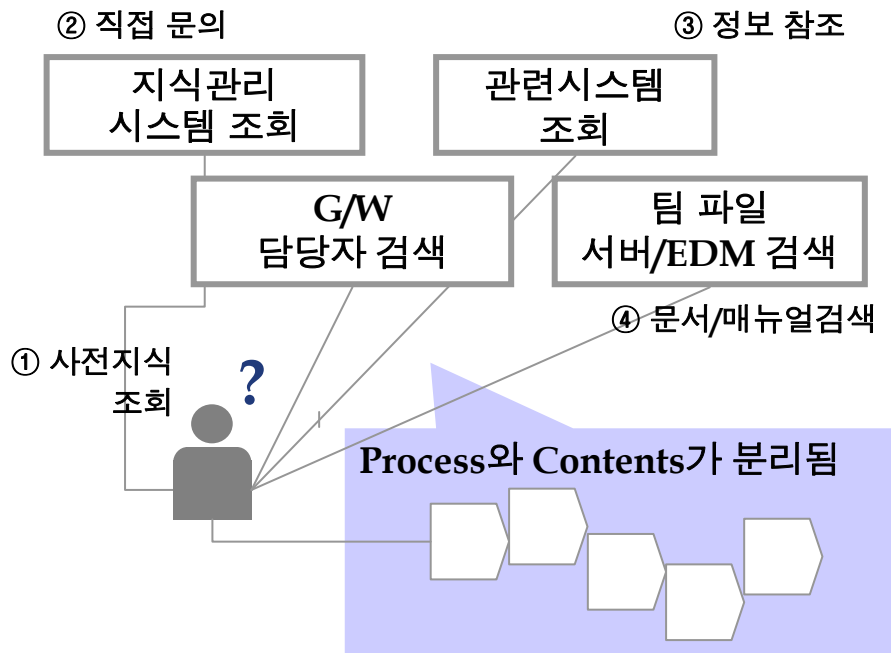 ② 직접 문의
③ 정보 참조
지식관리
시스템 조회
관련시스템
조회
G/W
담당자 검색
팀 파일
서버/EDM 검색
④ 문서/매뉴얼검색
① 사전지식
조회
?
Process와 Contents가 분리됨